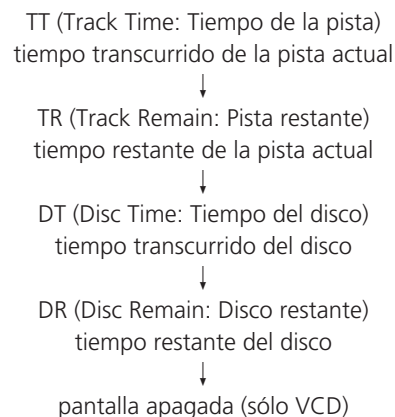 TT (Track Time: Tiempo de la pista)
tiempo transcurrido de la pista actual
TR (Track Remain: Pista restante)
tiempo restante de la pista actual
DT (Disc Time: Tiempo del disco)
tiempo transcurrido del disco
DR (Disc Remain: Disco restante)
tiempo restante del disco
pantalla apagada (sólo VCD)